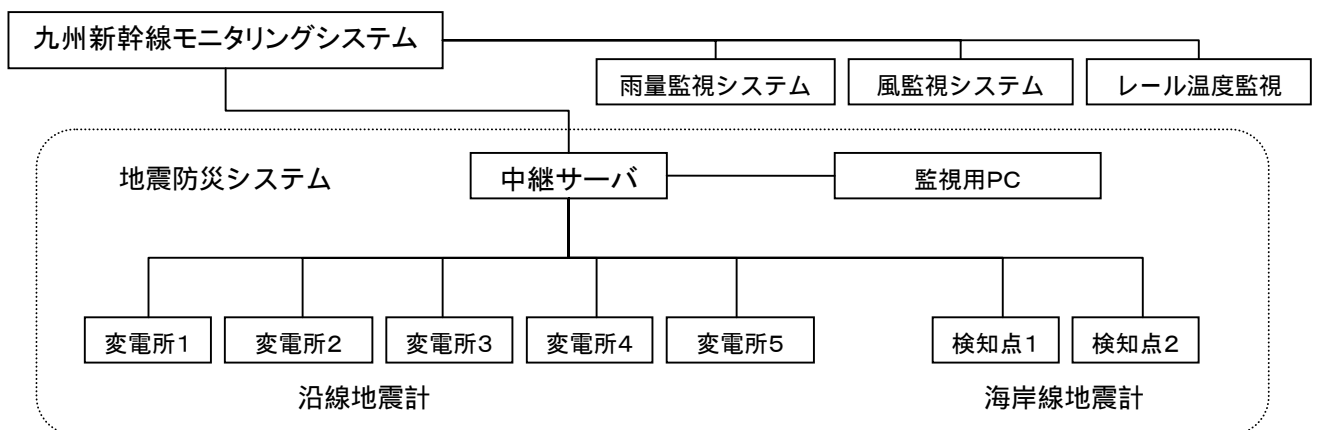 九州新幹線モニタリングシステム
雨量監視システム
風監視システム
レール温度監視
地震防災システム
中継サーバ
監視用PC
変電所1
変電所2
変電所3
変電所4
変電所5
検知点1
検知点2
沿線地震計
海岸線地震計